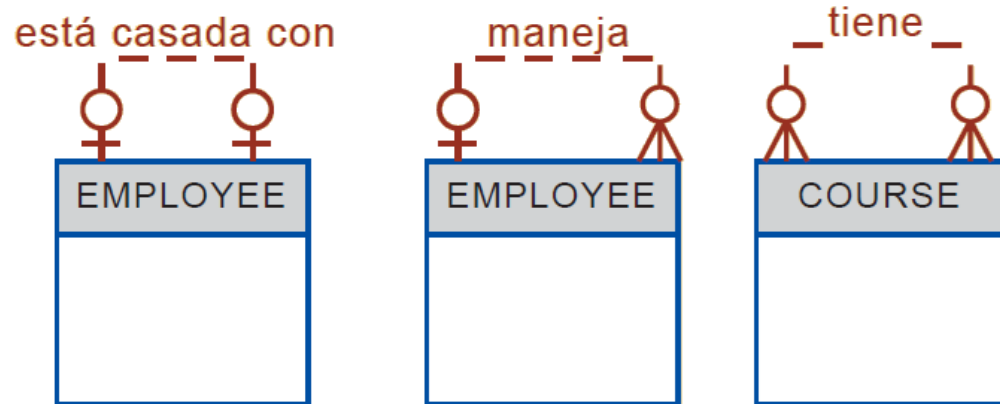 está casada con
maneja
tiene
EMPLOYEE
EMPLOYEE
COURSE